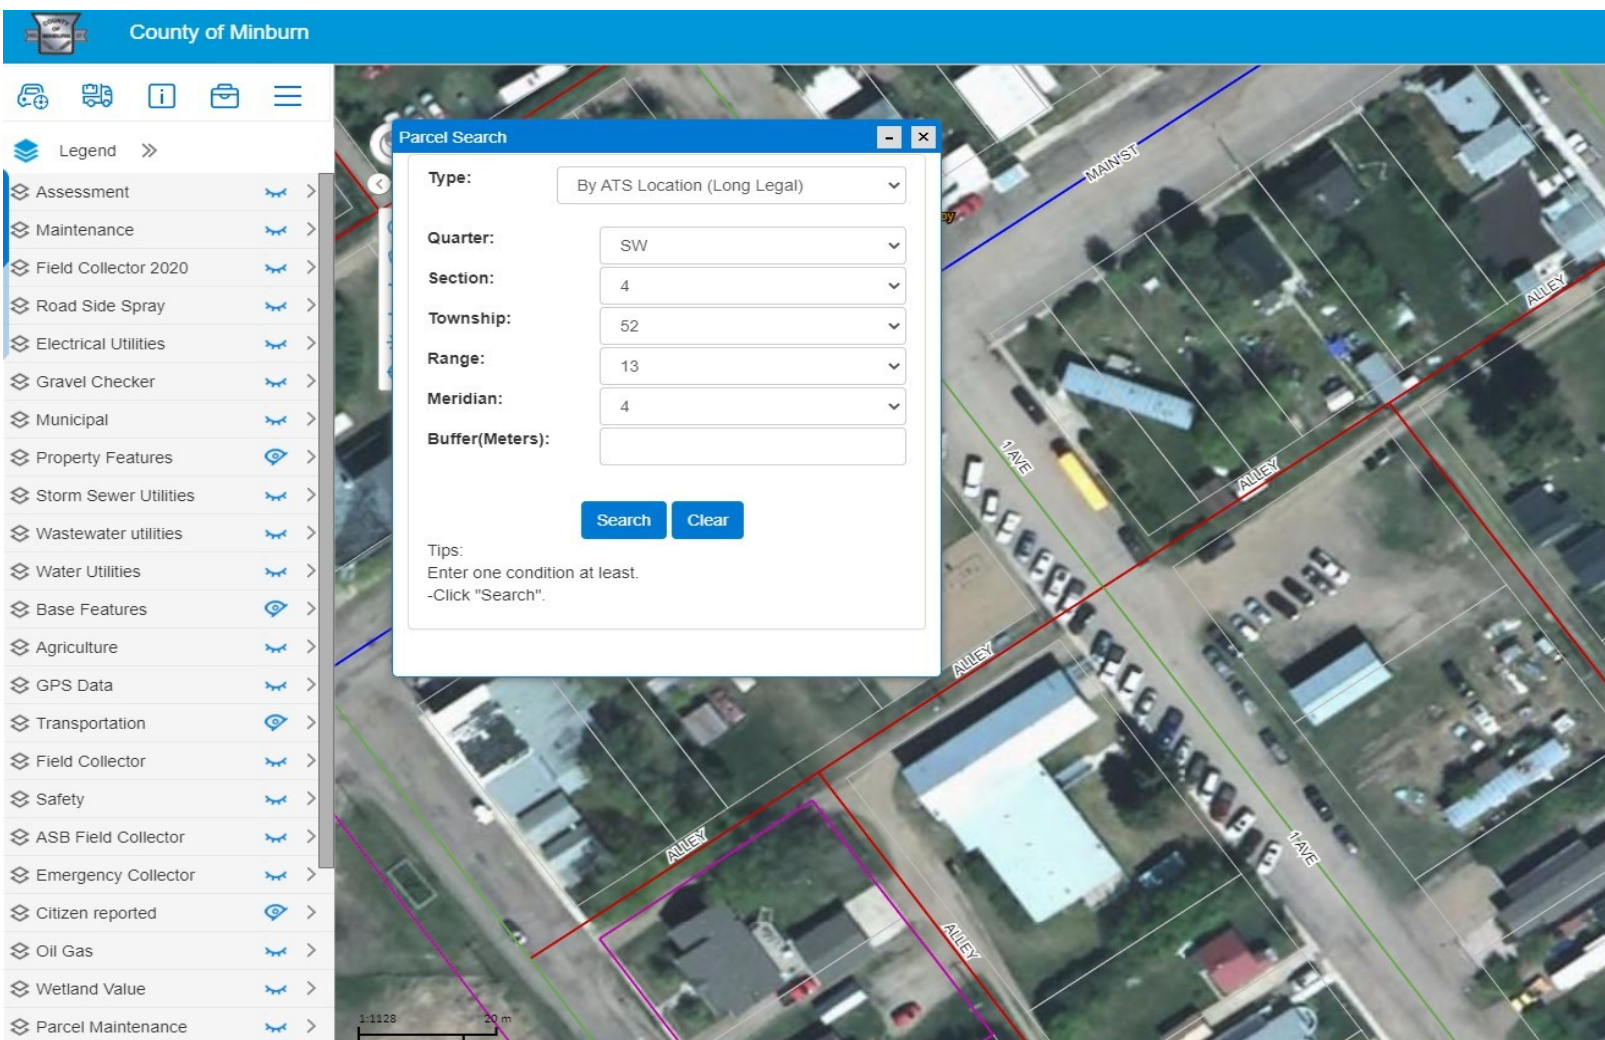 COUNTY
OF
MINBURN
County of Minburn
Legend
Assessment
Maintenance
Field Collector 2020
Road Side Spray
Electrical Utilities
Gravel Checker
Municipal
Property Features
Storm Sewer Utilities
Wastewater utilities
Water Utilities
Base Features
Agriculture
GPS Data
Transportation
Field Collector
Safety
ASB Field Collector
Emergency Collector
Citizen reported
Oil Gas
Wetland Value
Parcel Maintenance
Parcel Search
Type: By ATS Location (Long Legal)
Quarter: SW
Section: 4
Township: 52
Range: 13
Meridian: 4
Buffer(Meters):
Search Clear
Tips:
Enter one condition at least.
-Click "Search".
MAIN ST
ALLEY
1 AVE
ALLEY
ALLEY
ALLEY
1 AVE
ALLEY
1:1128 20 m